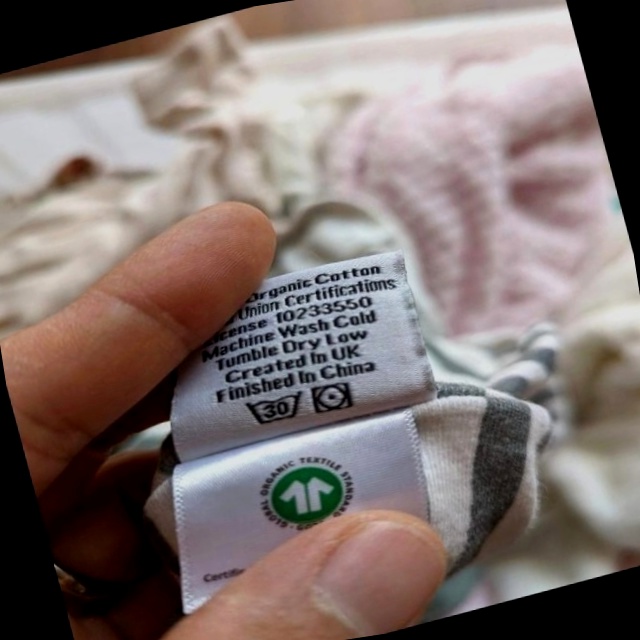 Organic Cotton
Union Certifications
10233550
Machine Wash Cold
Tumble Dry Low
Created In UK
Finished In China
30
GLOBAL ORGANIC TEXTILE STANDARD